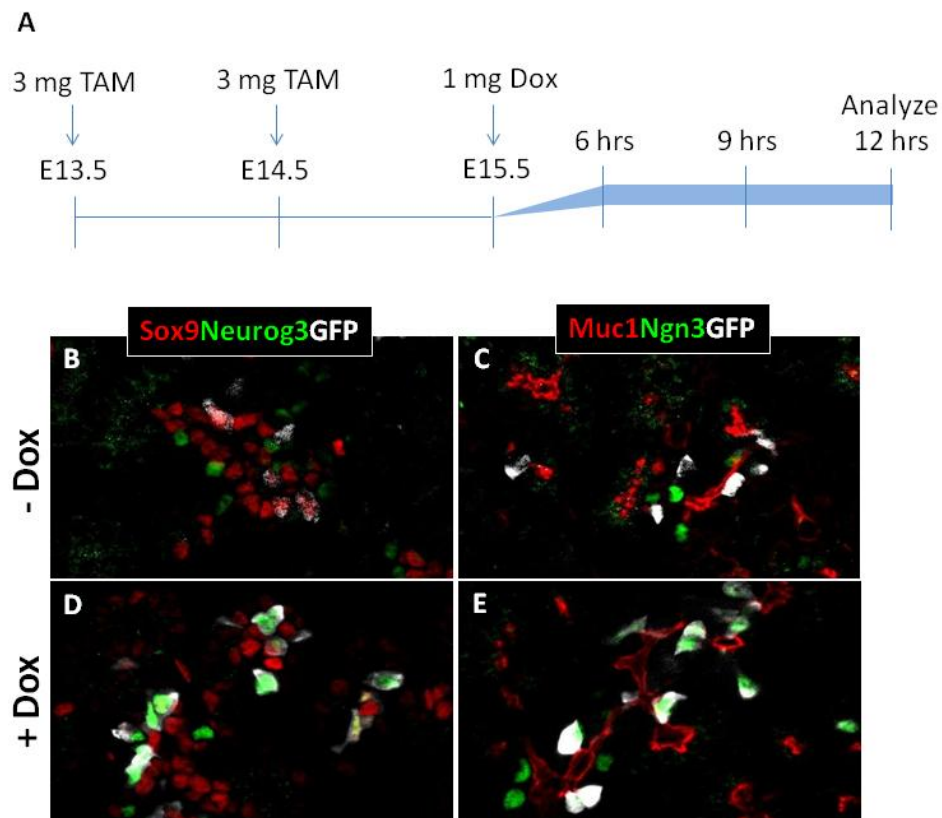 A
3 mg TAM 3 mg TAM 1 mg Dox Analyze
E13.5 E14.5 E15.5 6 hrs 9 hrs 12 hrs
Sox9Neurog3GFP Muc1Ngn3GFP
B C
- Dox
D E
+ Dox